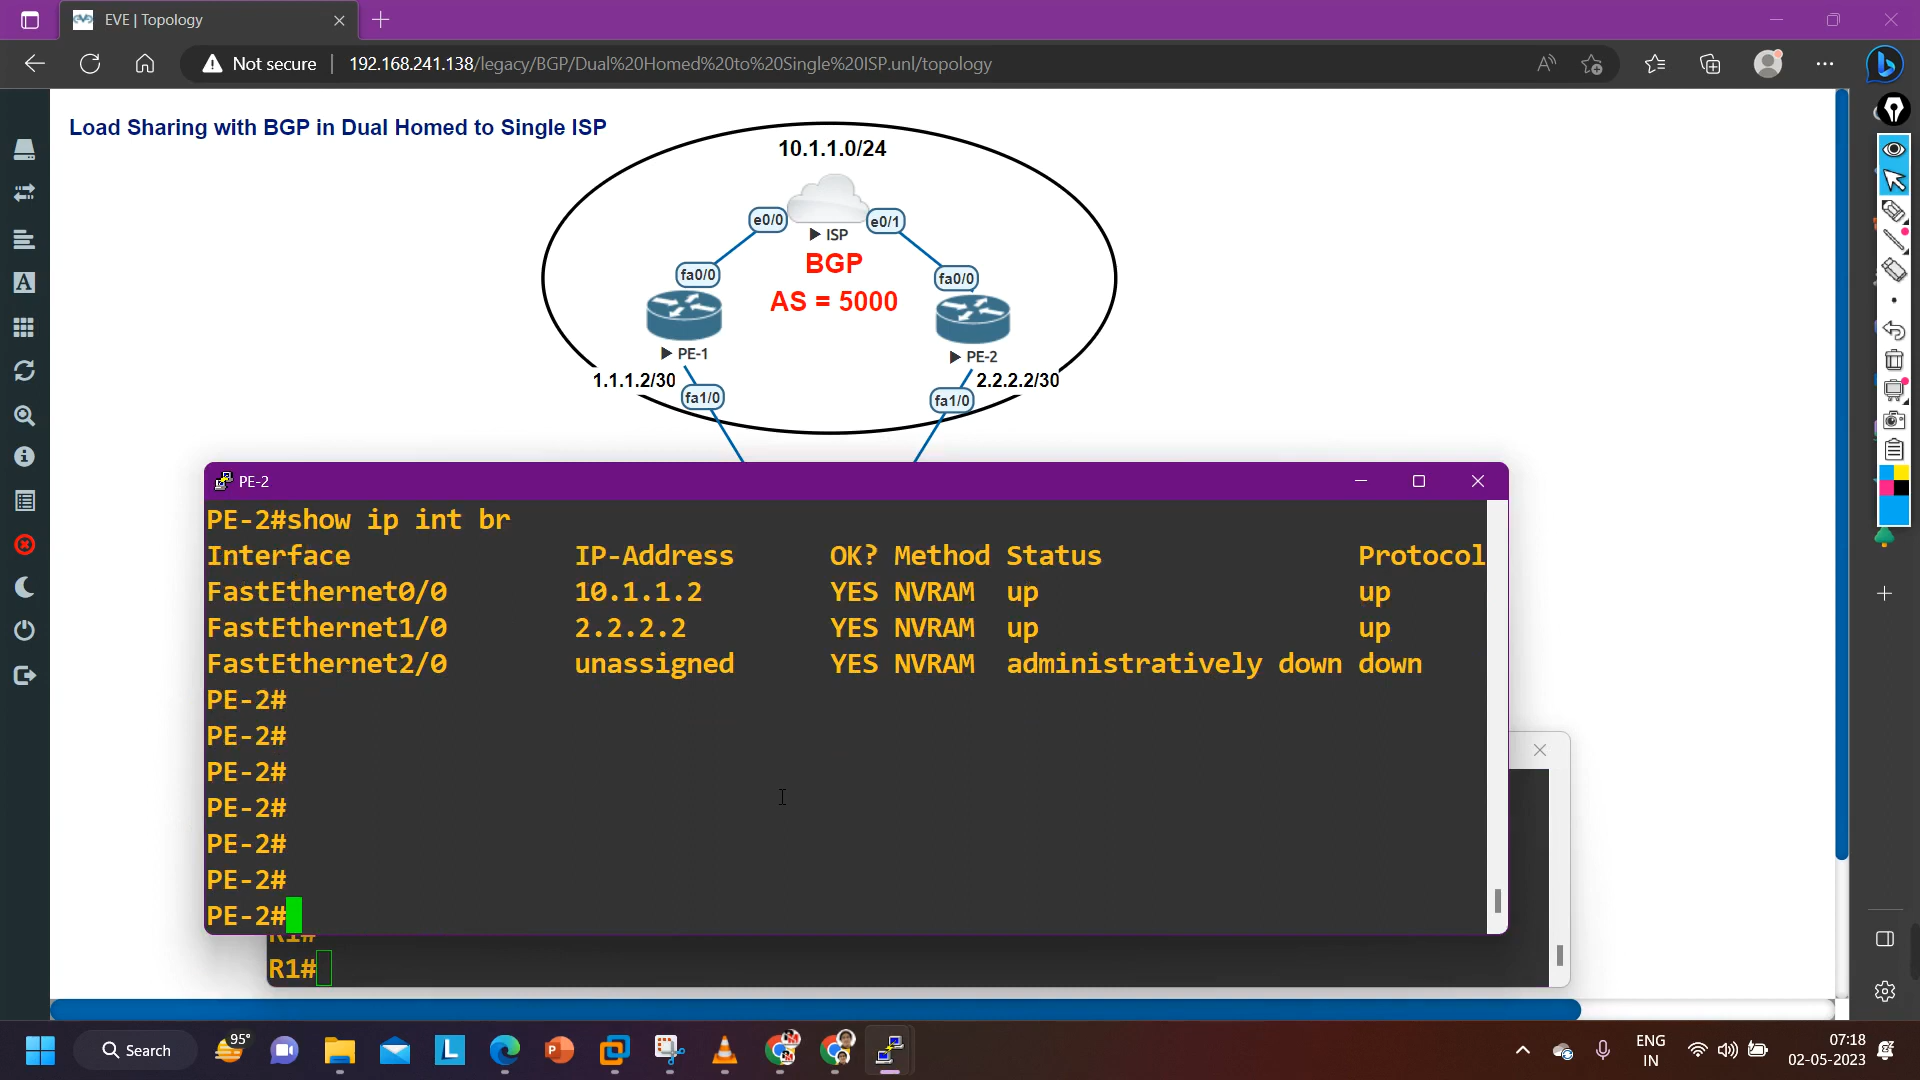 EVE | Topology
Not secure
192.168.241.138/legacy/BGP/Dual%20Homed%20to%20Single%20ISP.unl/topology
Load Sharing with BGP in Dual Homed to Single ISP
10.1.1.0/24
e0/0
e0/1
ISP
BGP
AS = 5000
fa0/0
fa0/0
PE-1
PE-2
1.1.1.2/30
2.2.2.2/30
fa1/0
fa1/0
PE-2
PE-2#show ip int br
Interface IP-Address OK? Method Status Protocol
FastEthernet0/0 10.1.1.2 YES NVRAM up up
FastEthernet1/0 2.2.2.2 YES NVRAM up up
FastEthernet2/0 unassigned YES NVRAM administratively down down
PE-2#
PE-2#
PE-2#
PE-2#
PE-2#
PE-2#
PE-2#
R1#
R1#
Search
95°
ENG
IN
07:18
02-05-2023